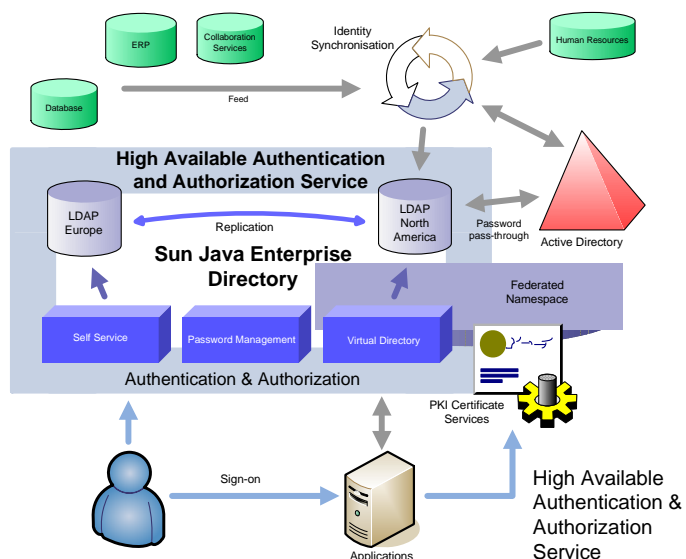 ERP
Collaboration
Services
Identity
Synchronisation
Human Resources
Database
Feed
High Available Authentication
and Authorization Service
LDAP
Europe
Replication
LDAP
North
America
Password
pass-through
Active Directory
Sun Java Enterprise
Directory
Federated
Namespace
Self Service
Password Management
Virtual Directory
Authentication & Authorization
PKI Certificate
Services
Sign-on
Applications
High Available
Authentication &
Authorization
Service